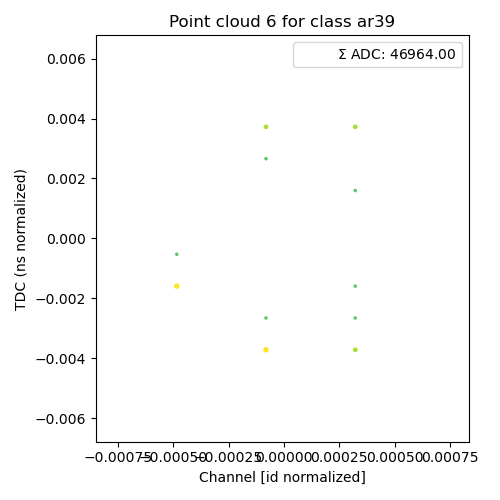 Point cloud 6 for class ar39
Σ ADC: 46964.00
0.006
0.004
0.002
0.000
−0.002
−0.004
−0.006
TDC (ns normalized)
−0.00075 −0.00050 −0.00025 0.00000 0.00025 0.00050 0.00075
Channel [id normalized]